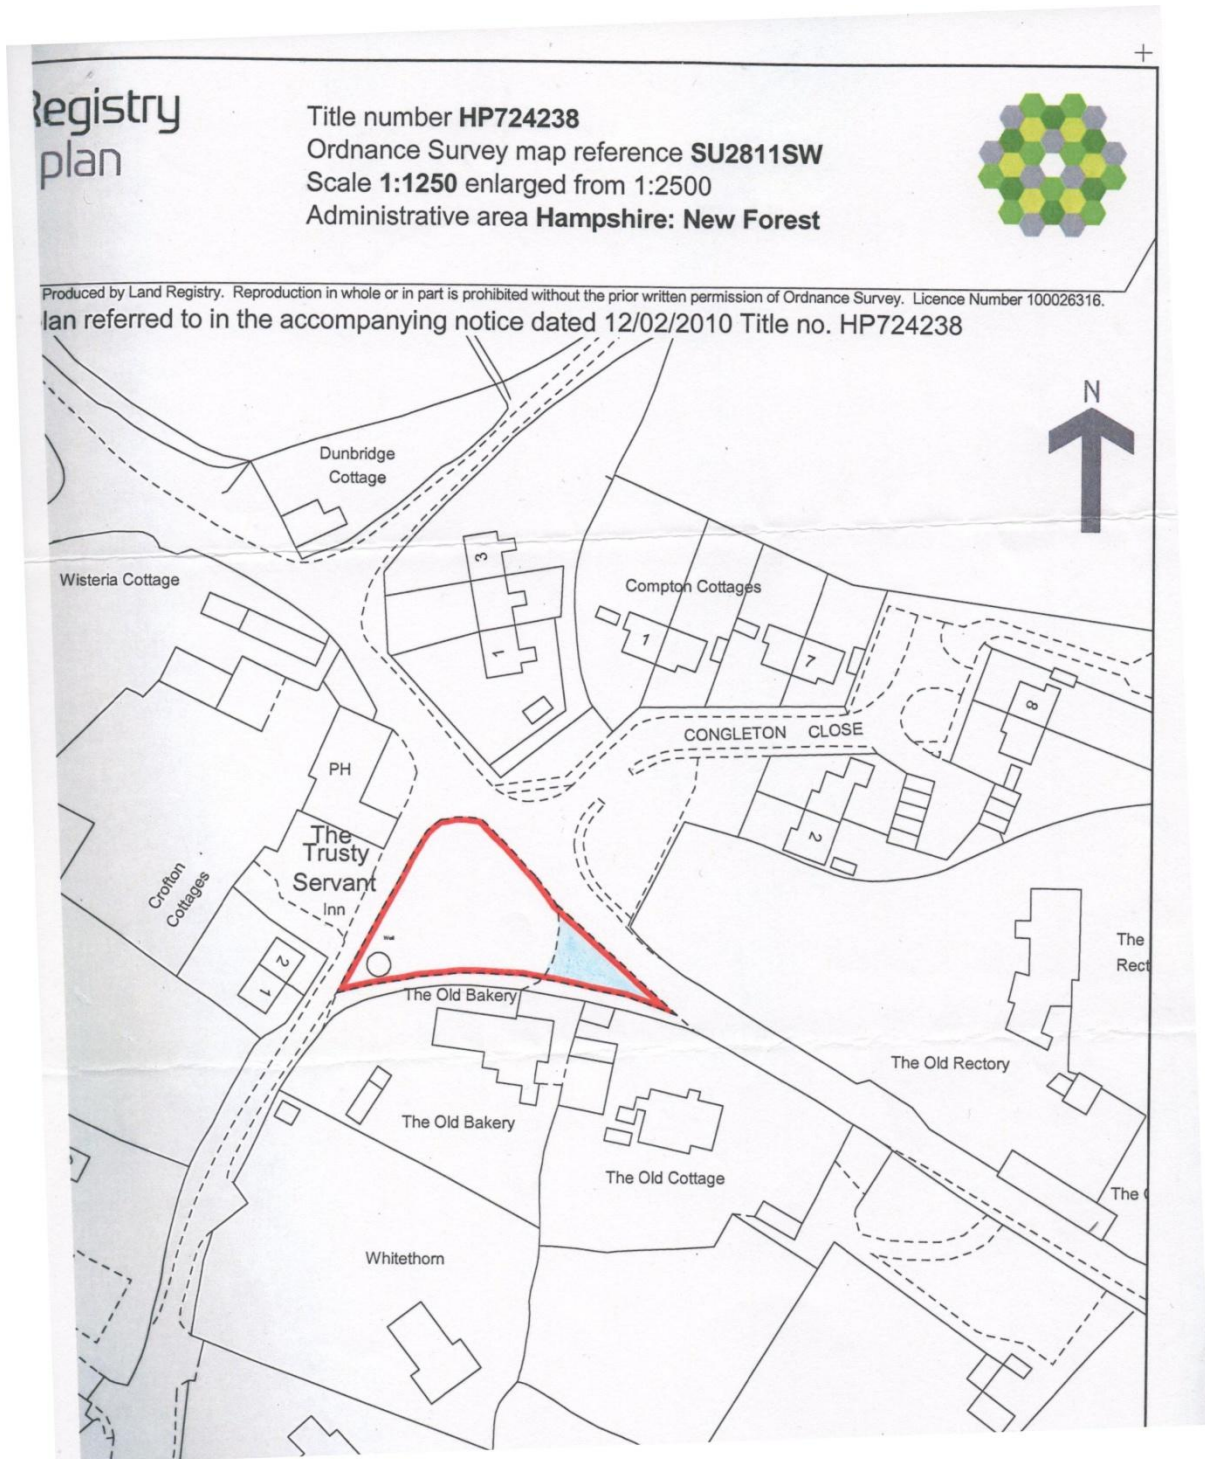 Registry
plan
Title number HP724238
Ordnance Survey map reference SU2811SW
Scale 1:1250 enlarged from 1:2500
Administrative area Hampshire: New Forest
Produced by Land Registry. Reproduction in whole or in part is prohibited without the prior written permission of Ordnance Survey. Licence Number 100026316.
lan referred to in the accompanying notice dated 12/02/2010 Title no. HP724238
N
Dunbridge
Cottage
Wisteria Cottage
3
1
Compton Cottages
1
7
8
CONGLETON CLOSE
PH
2
The
Trusty
Servant
Inn
Crofton
Cottages
2
1
Well
The
Rect
The Old Bakery
The Old Rectory
The Old Bakery
The Old Cottage
The
Whitethorn